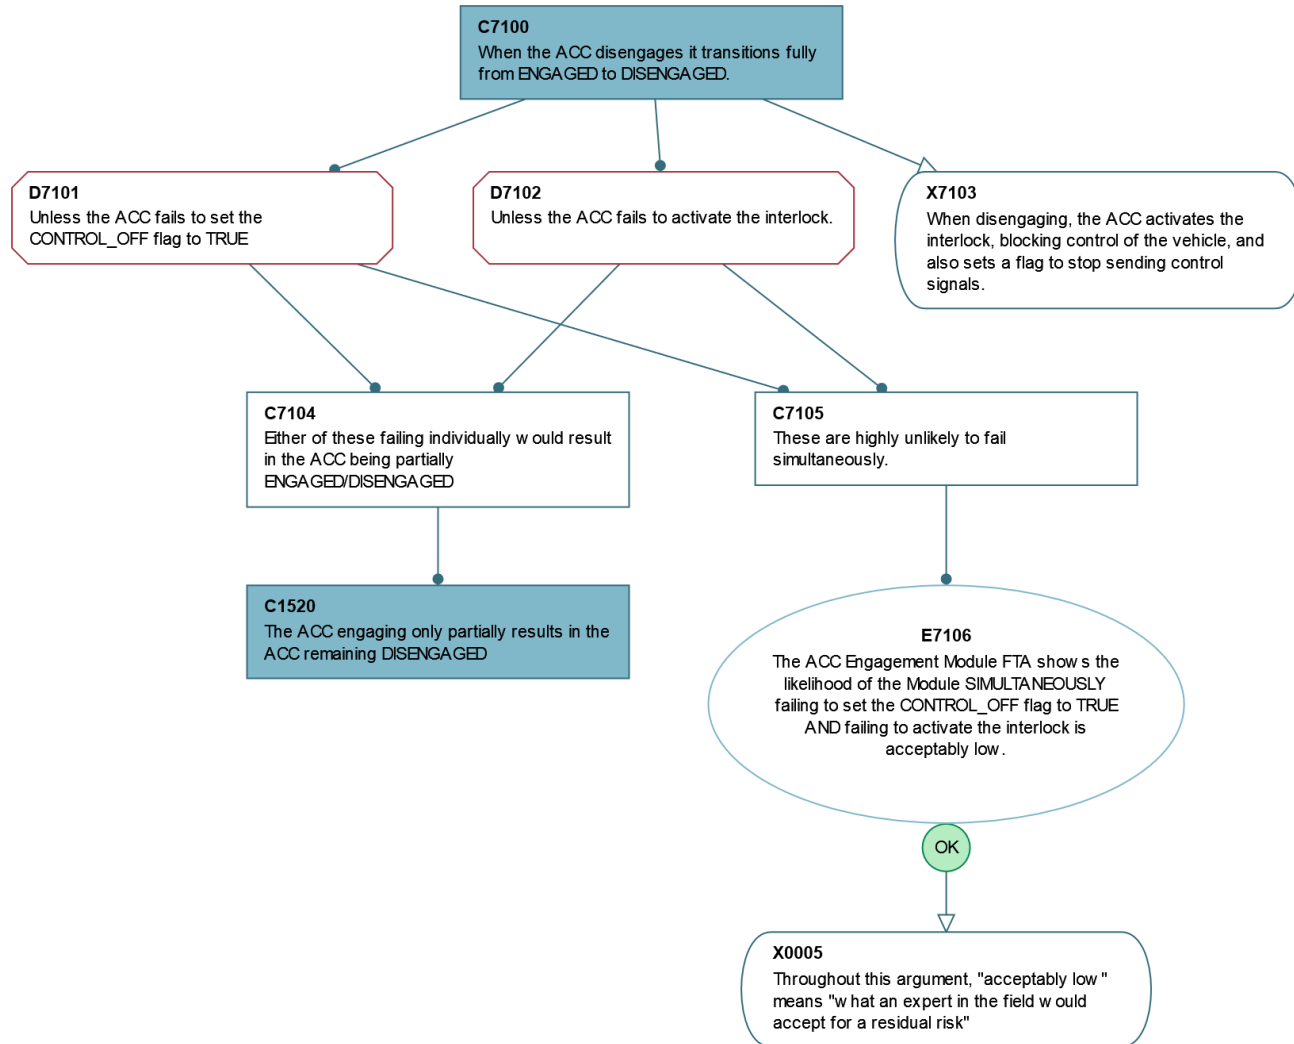 C7100
When the ACC disengages it transitions fully
from ENGAGED to DISENGAGED.
D7101
Unless the ACC fails to set the
CONTROL_OFF flag to TRUE
D7102
Unless the ACC fails to activate the interlock.
X7103
When disengaging, the ACC activates the
interlock, blocking control of the vehicle, and
also sets a flag to stop sending control
signals.
C7104
Either of these failing individually would result
in the ACC being partially
ENGAGED/DISENGAGED
C7105
These are highly unlikely to fail
simultaneously.
C1520
The ACC engaging only partially results in the
ACC remaining DISENGAGED
E7106
The ACC Engagement Module FTA shows the
likelihood of the Module SIMULTANEOUSLY
failing to set the CONTROL_OFF flag to TRUE
AND failing to activate the interlock is
acceptably low.
OK
X0005
Throughout this argument, "acceptably low"
means "what an expert in the field would
accept for a residual risk"